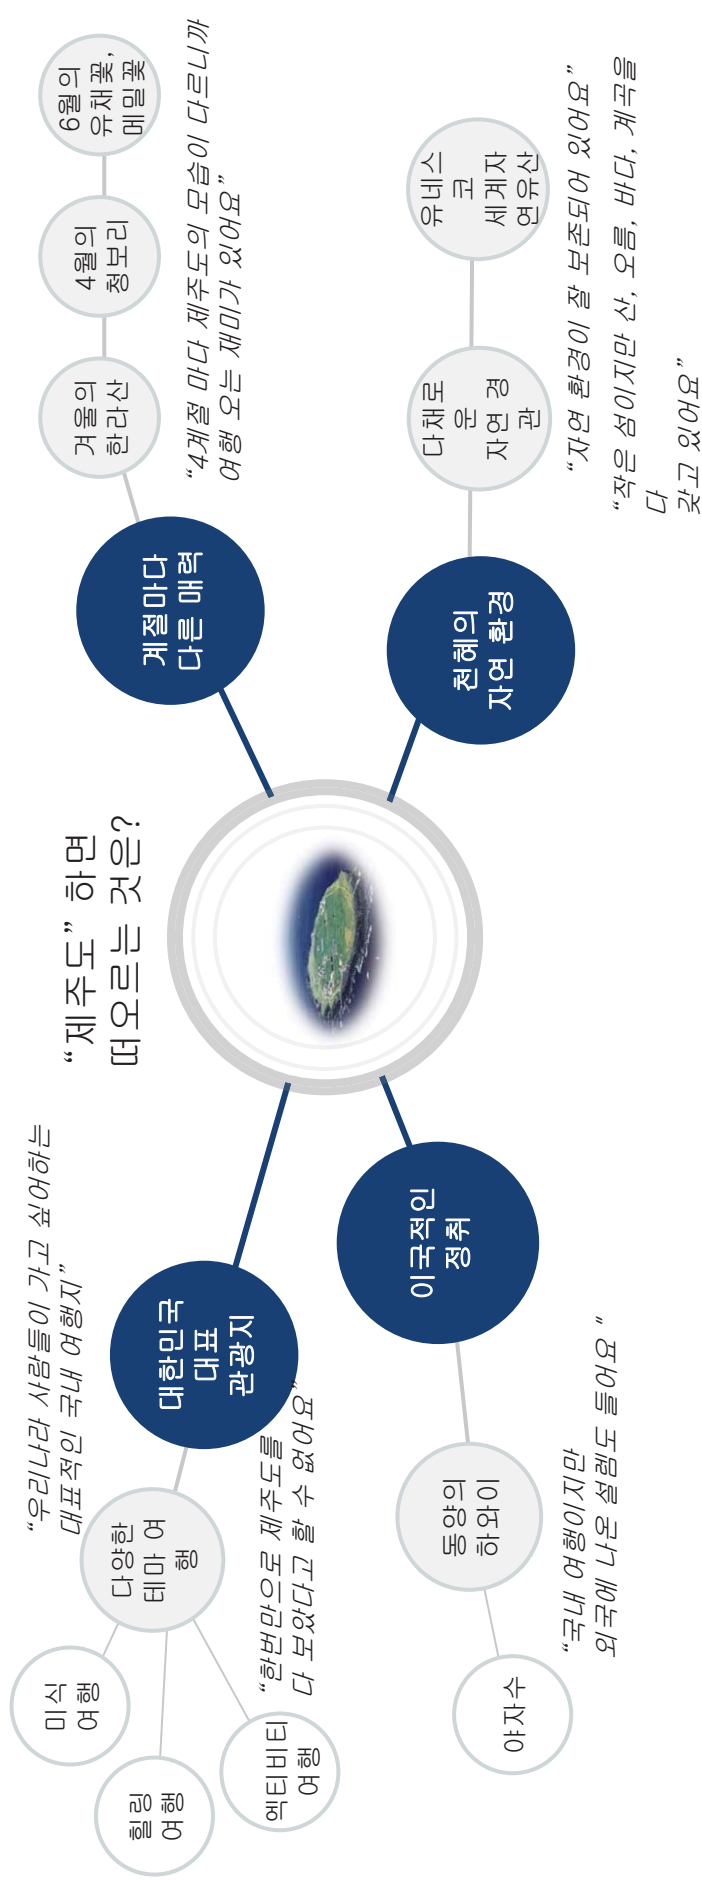 “제주도” 하면
떠오르는 것은?
“우리나라 사람들이 가고 싶어하는
대표적인 국내 여행지”
대한민국
대표
관광지
다양한
테마 여
행
미식
여행
힐링
여행
엑티비티
여행
“한번만으로 제주도를
다 보았다고 할 수 없어요”
계절마다
다른 매력
겨울의
한라산
4월의
청보리
6월의
유채꽃,
메밀꽃
“4계절 마다 제주도의 모습이 다르니까
여행 오는 재미가 있어요”
이국적인
정취
동양의
하와이
야자수
“국내 여행이지만
외국에 나온 설렘도 들어요 ”
천혜의
자연 환경
다채로
운
자연 경
관
유네스
코
세계자
연유산
“자연 환경이 잘 보존되어 있어요”
“작은 섬이지만 산, 오름, 바다, 계곡을
다
갖고 있어요”